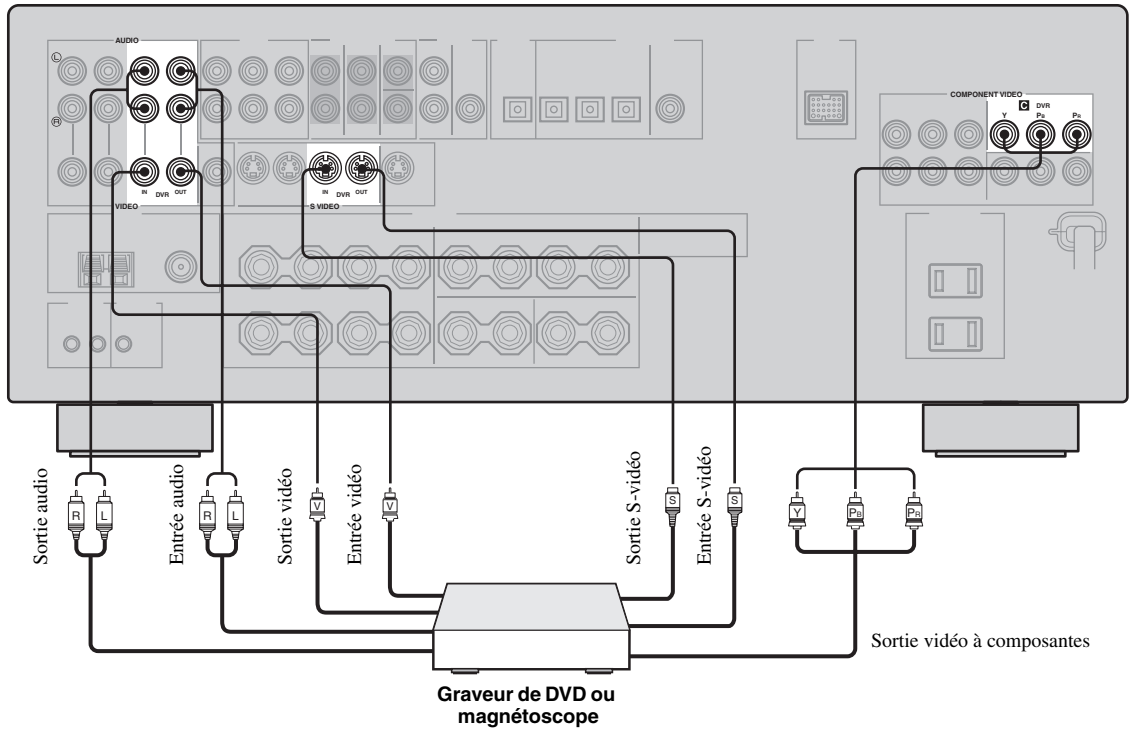 AUDIO
L
R
IN DVR OUT
VIDEO
IN DVR OUT
S VIDEO
COMPONENT VIDEO
C DVR
Y PB PR
Sortie audio
R L
Entrée audio
R L
Sortie vidéo
V
Entrée vidéo
V
Sortie S-vidéo
S
Entrée S-vidéo
S
Y PB PR
Sortie vidéo à composantes
Graveur de DVD ou
magnétoscope